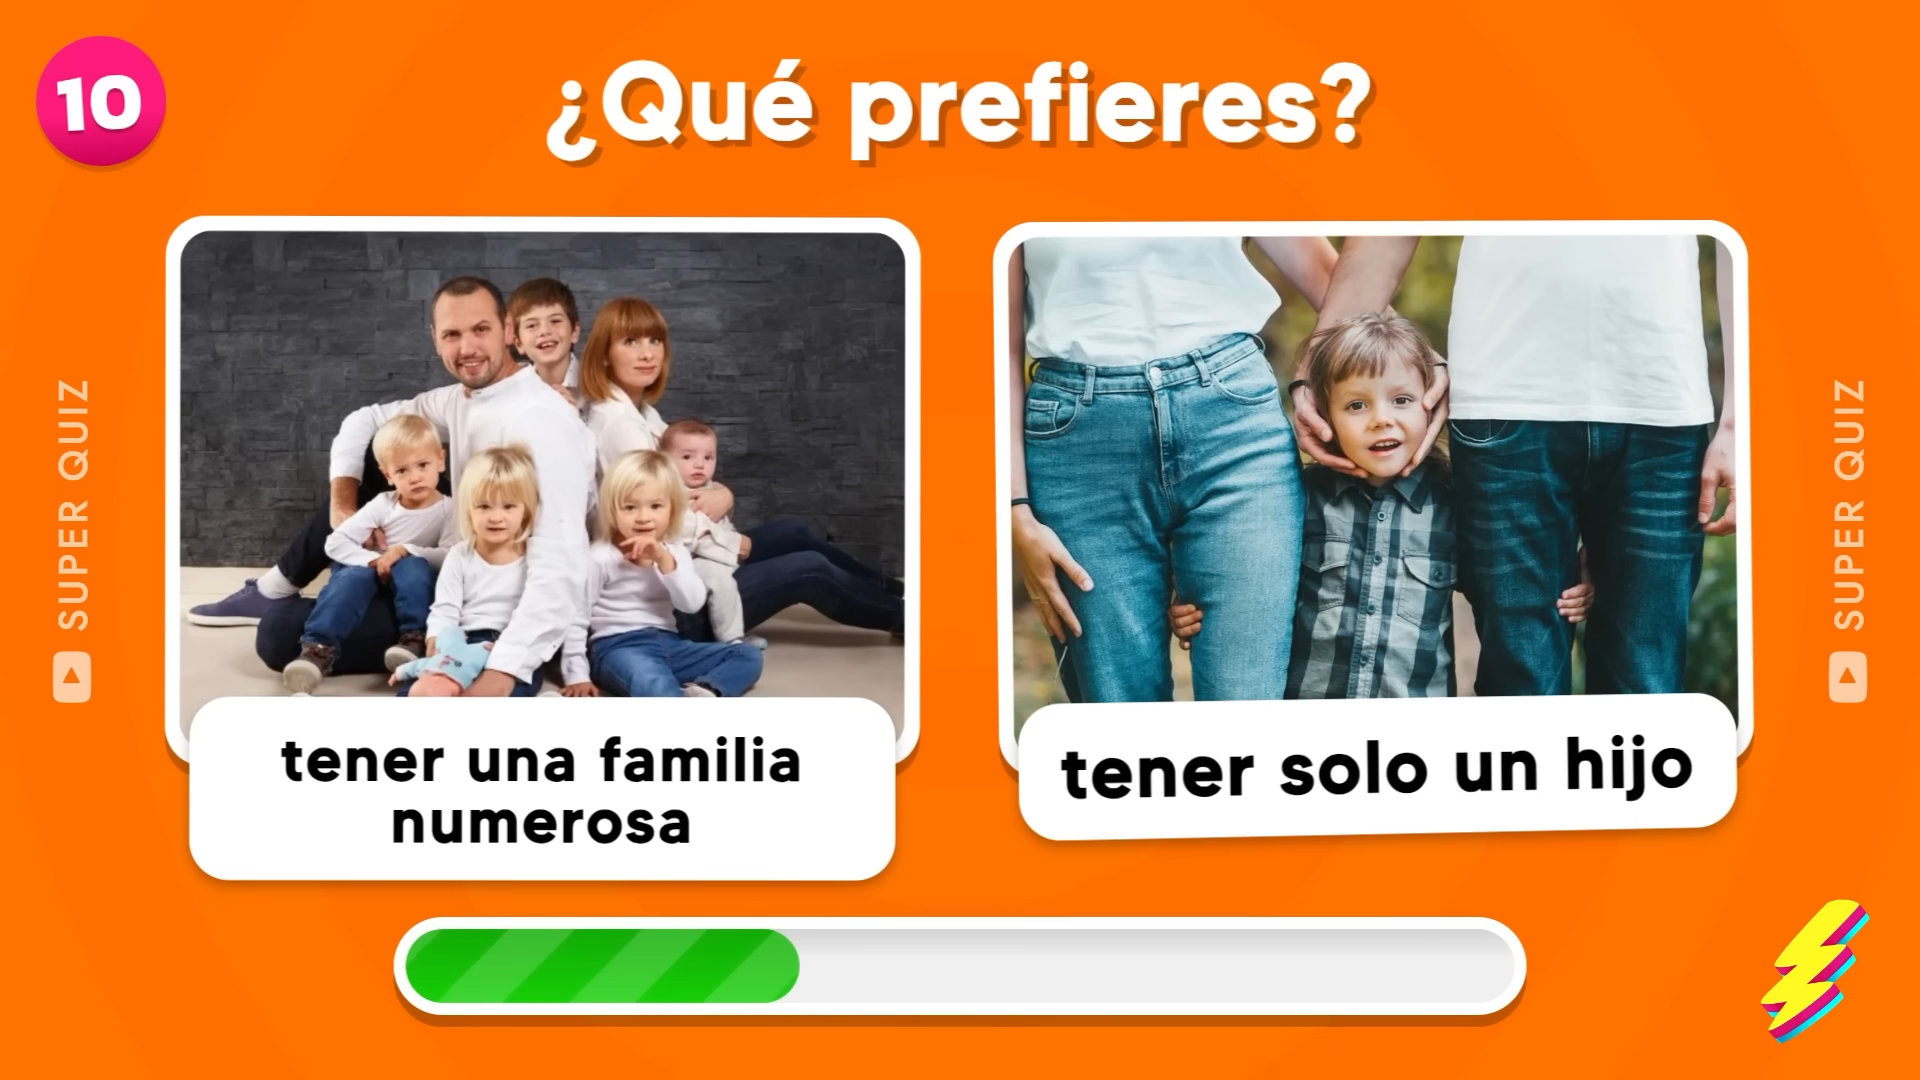 10
¿Qué prefieres?
SUPER QUIZ
SUPER QUIZ
tener una familia
numerosa
tener solo un hijo